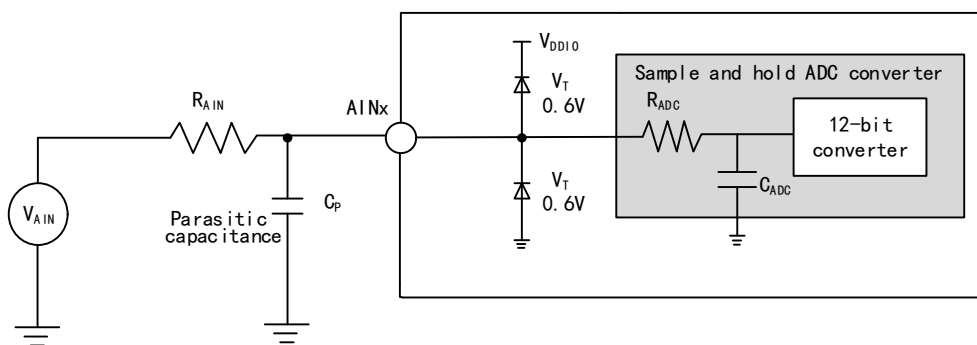 V_DDIO
V_T
0.6V
Sample and hold ADC converter
R_AIN
AINx
R_ADC
12-bit
converter
V_T
0.6V
C_ADC
V_AIN
C_P
Parasitic
capacitance